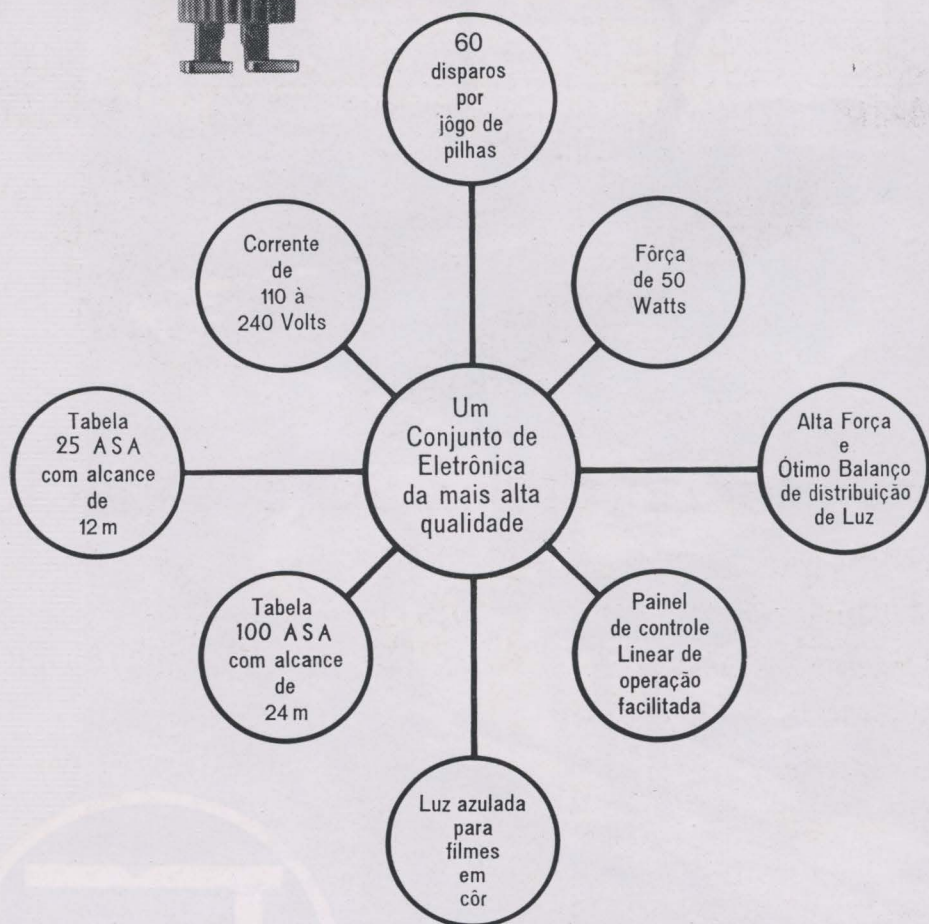 60
disparos
por
jôgo de
pilhas
Corrente
de
110 à
240 Volts
Fôrça
de 50
Watts
Tabela
25 ASA
com alcance
de
12 m
Um
Conjunto de
Eletrônica
da mais alta
qualidade
Alta Força
e
Ótimo Balanço
de distribuição
de Luz
Tabela
100 ASA
com alcance
de
24 m
Painel
de controle
Linear de
operação
facilitada
Luz azulada
para
filmes
em
côr